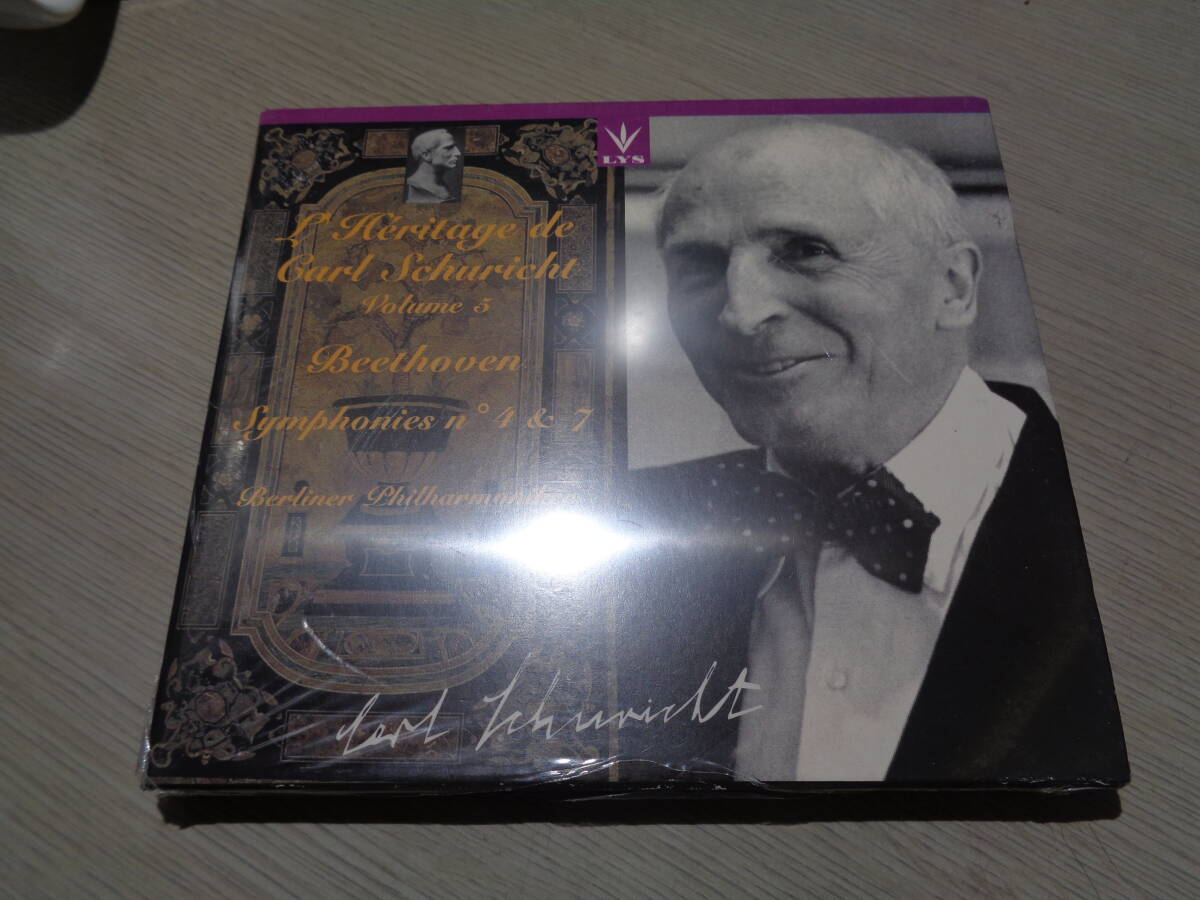 LYS
L'Héritage de
Carl Schuricht
Volume 5
Beethoven
Symphonies n° 4 & 7
Berliner Philharmoniker
Carl Schuricht